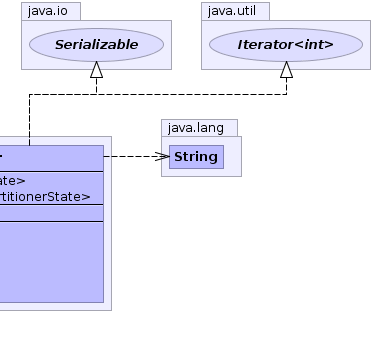 java.io
java.util
Serializable
Iterator<int>
java.lang
String
ate>
rtitionerState>